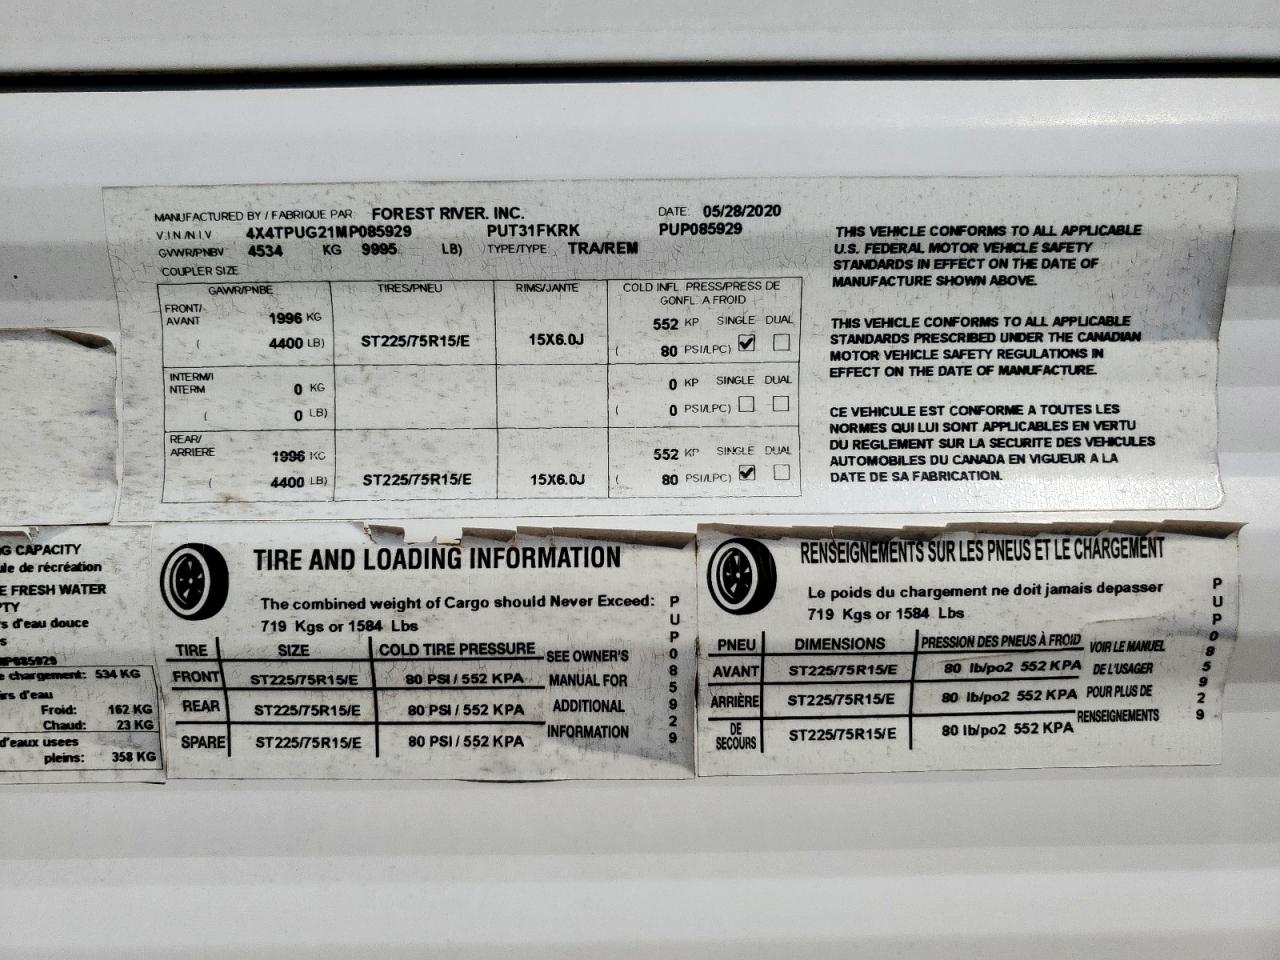 MANUFACTURED BY / FABRIQUE PAR FOREST RIVER, INC. DATE: 05/28/2020
V.I.N./N.I.V 4X4TPUG21MP085929 PUT31FKRK PUP085929
GVWR/PNBV 4534 KG 9995 LB) TYPE/TYPE TRA/REM
COUPLER SIZE
GAWR/PNBE TIRES/PNEU RIMS/JANTE COLD INFL. PRESS/PRESS DE
GONFL. A FROID
FRONT/
AVANT 1996 KG 552 KP SINGLE DUAL
( 4400 LB) ST225/75R15/E 15X6.0J ( 80 PSI/LPC)
INTERM/I
NTERM 0 KG 0 KP SINGLE DUAL
( 0 LB) ( 0 PSI/LPC)
REAR/
ARRIERE 1996 KG 552 KP SINGLE DUAL
( 4400 LB) ST225/75R15/E 15X6.0J ( 80 PSI/LPC)
THIS VEHICLE CONFORMS TO ALL APPLICABLE
U.S. FEDERAL MOTOR VEHICLE SAFETY
STANDARDS IN EFFECT ON THE DATE OF
MANUFACTURE SHOWN ABOVE.
THIS VEHICLE CONFORMS TO ALL APPLICABLE
STANDARDS PRESCRIBED UNDER THE CANADIAN
MOTOR VEHICLE SAFETY REGULATIONS IN
EFFECT ON THE DATE OF MANUFACTURE.
CE VEHICULE EST CONFORME A TOUTES LES
NORMES QUI LUI SONT APPLICABLES EN VERTU
DU REGLEMENT SUR LA SECURITE DES VEHICULES
AUTOMOBILES DU CANADA EN VIGUEUR A LA
DATE DE SA FABRICATION.
G CAPACITY
ule de récréation
E FRESH WATER
PTY
s d'eau douce
s
MP085929
e chargement: 534 KG
irs d'eau
Froid: 162 KG
Chaud: 23 KG
d'eaux usees
pleins: 358 KG
TIRE AND LOADING INFORMATION
The combined weight of Cargo should Never Exceed:
719 Kgs or 1584 Lbs
TIRE SIZE COLD TIRE PRESSURE
FRONT ST225/75R15/E 80 PSI / 552 KPA
REAR ST225/75R15/E 80 PSI / 552 KPA
SPARE ST225/75R15/E 80 PSI / 552 KPA
SEE OWNER'S
MANUAL FOR
ADDITIONAL
INFORMATION
PUP085929
RENSEIGNEMENTS SUR LES PNEUS ET LE CHARGEMENT
Le poids du chargement ne doit jamais depasser
719 Kgs or 1584 Lbs
PNEU DIMENSIONS PRESSION DES PNEUS À FROID
AVANT ST225/75R15/E 80 lb/po2 552 KPA
ARRIÈRE ST225/75R15/E 80 lb/po2 552 KPA
DE
SECOURS ST225/75R15/E 80 lb/po2 552 KPA
VOIR LE MANUEL
DE L'USAGER
POUR PLUS DE
RENSEIGNEMENTS
PUP085929